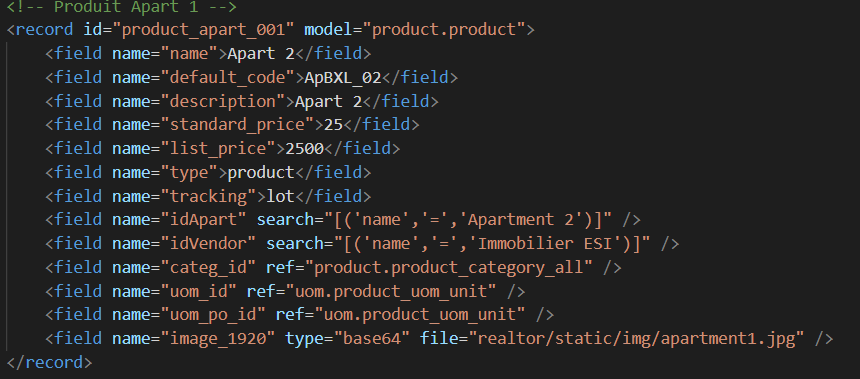 <!-- Produit Apart 1 -->
<record id="product_apart_001" model="product.product">
<field name="name">Apart 2</field>
<field name="default_code">ApBXL_02</field>
<field name="description">Apart 2</field>
<field name="standard_price">25</field>
<field name="list_price">2500</field>
<field name="type">product</field>
<field name="tracking">lot</field>
<field name="idApart" search="[('name','=','Apartment 2')]" />
<field name="idVendor" search="[('name','=','Immobilier ESI')]" />
<field name="categ_id" ref="product.product_category_all" />
<field name="uom_id" ref="uom.product_uom_unit" />
<field name="uom_po_id" ref="uom.product_uom_unit" />
<field name="image_1920" type="base64" file="realtor/static/img/apartment1.jpg" />
</record>